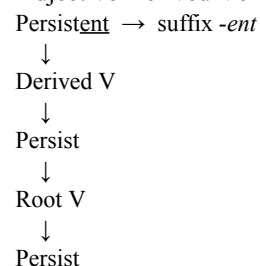 Persistent → suffix -ent
↓
Derived V
↓
Persist
↓
Root V
↓
Persist